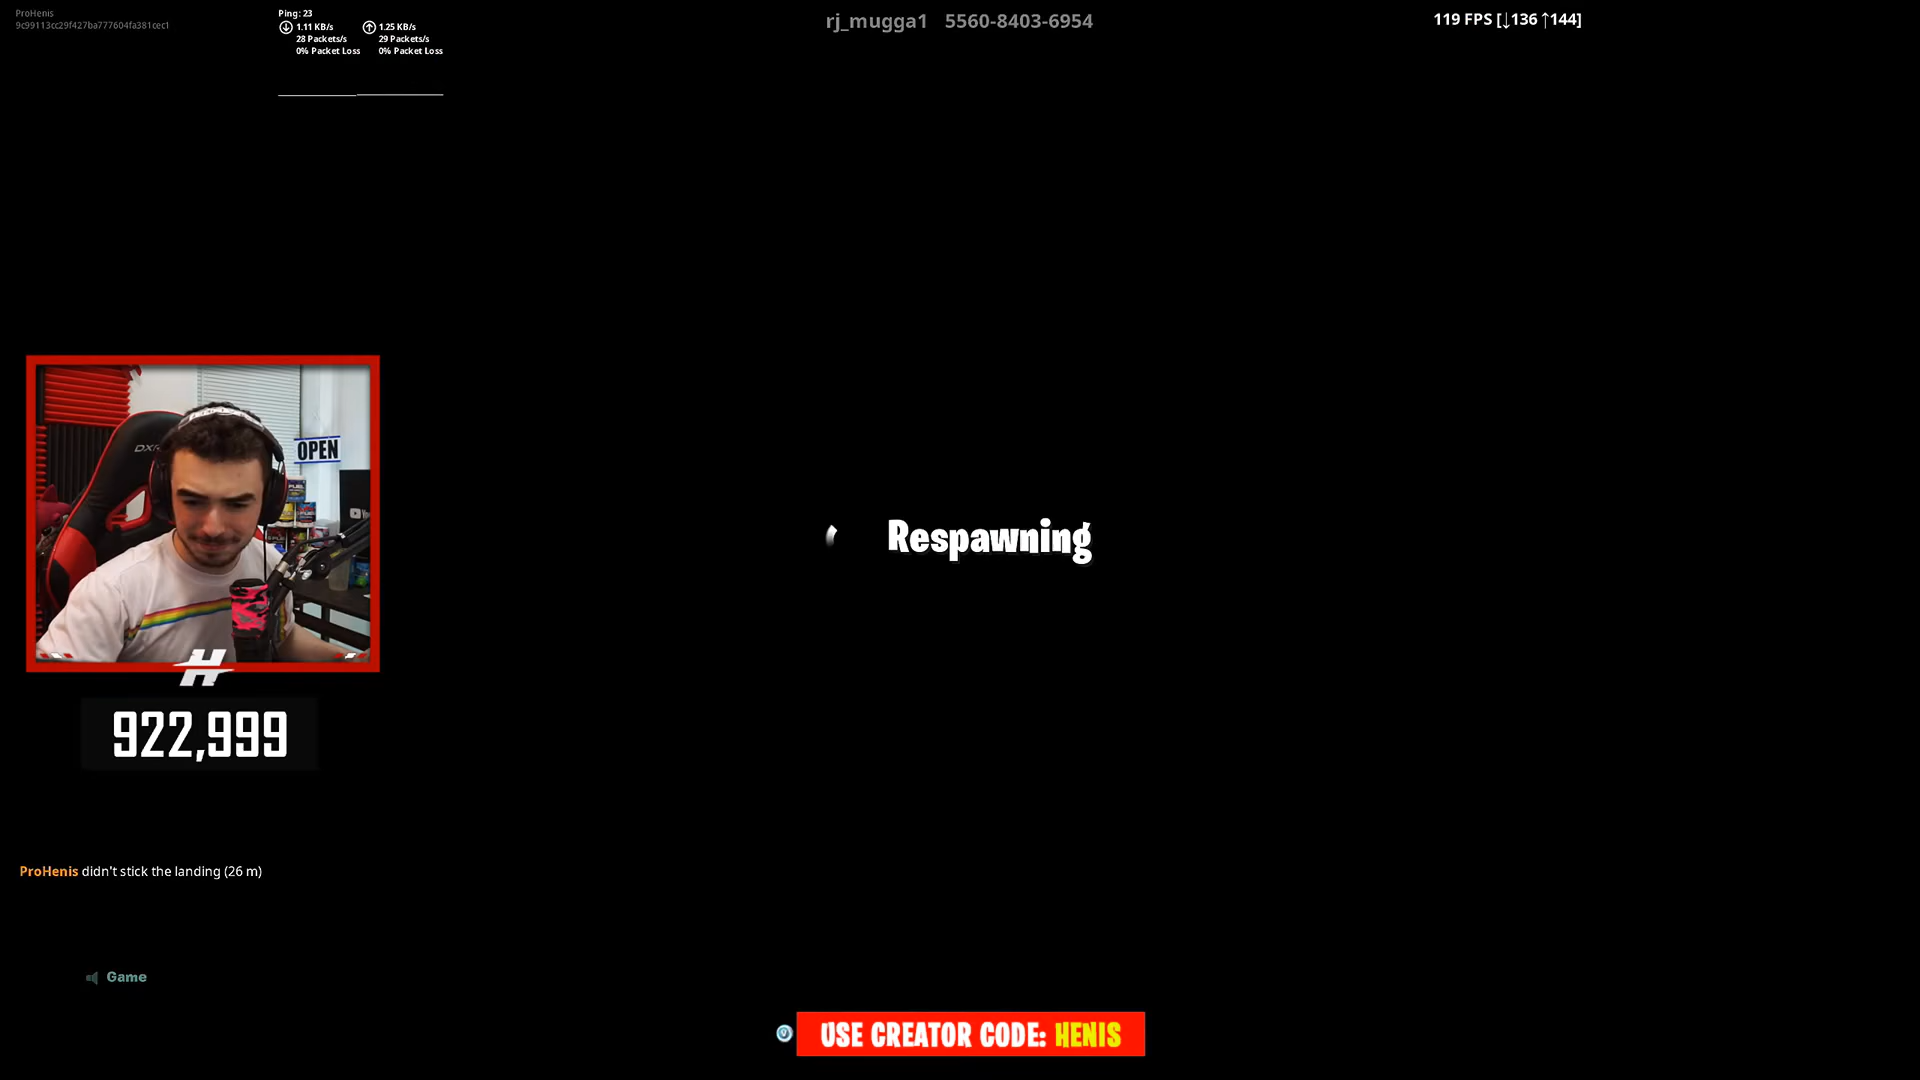 ProHenis
9c99113cc29f427ba777604fa381cec1
Ping: 23
1.11 KB/s 1.25 KB/s
28 Packets/s 29 Packets/s
0% Packet Loss 0% Packet Loss
rj_mugga1 5560-8403-6954
119 FPS [↓136 ↑144]
OPEN
Respawning
H
922,999
ProHenis didn't stick the landing (26 m)
Game
USE CREATOR CODE: HENIS